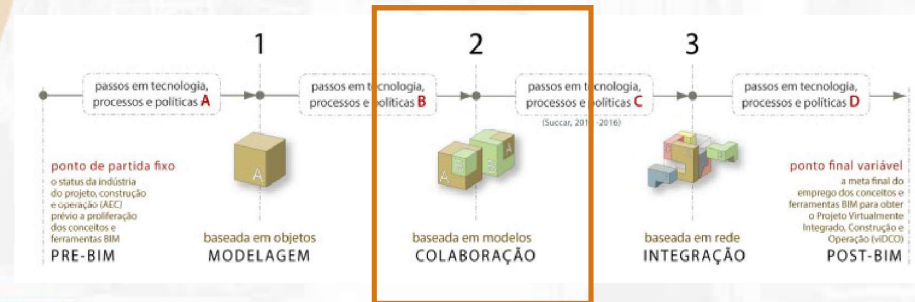 1
2
3
passos em tecnologia,
processos e políticas A
passos em tecnologia,
processos e políticas B
passos em tecnologia,
processos e políticas C
(Succar, -2016)
passos em tecnologia,
processos e políticas D
ponto de partida fixo
o status da indústria
do projeto, construção
e operação (AEC)
prévio a proliferação
dos conceitos e
ferramentas BIM
PRE-BIM
A
baseada em objetos
MODELAGEM
A
B
A
baseada em modelos
COLABORAÇÃO
baseada em rede
INTEGRAÇÃO
ponto final variável
a meta final do
emprego dos conceitos e
ferramentas BIM para obter
o Projeto Virtualmente
Integrado, Construção e
Operação (viDCO)
POST-BIM